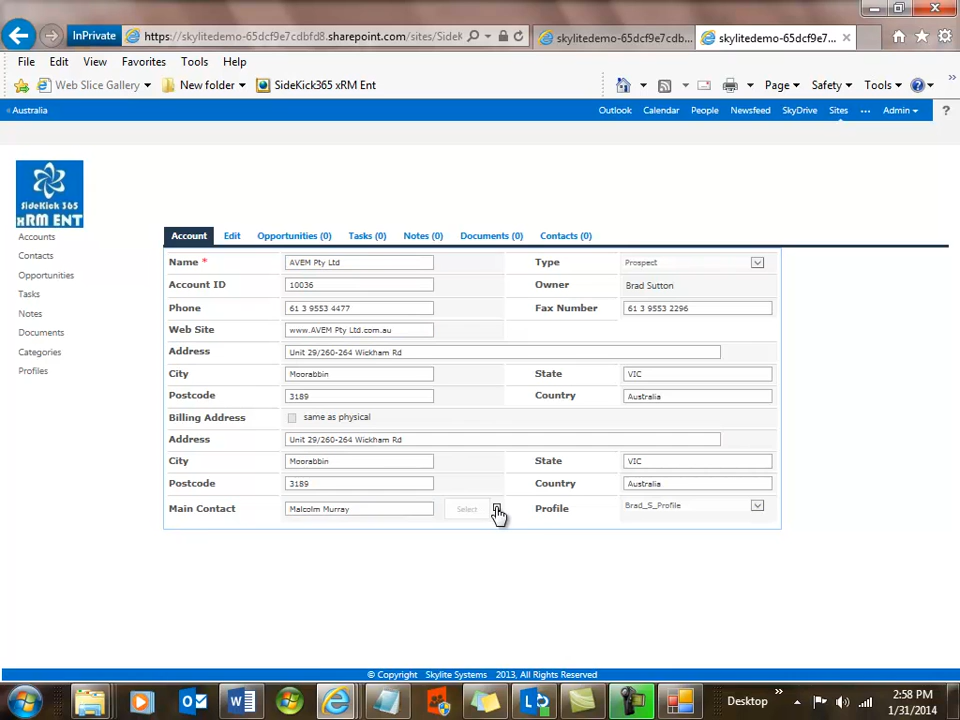 InPrivate https://skylitedemo-65dcf9e7cdbfd8.sharepoint.com/sites/Sidek skylitedemo-65dcf9e7cdb... skylitedemo-65dcf9e7...
File Edit View Favorites Tools Help
Web Slice Gallery New folder SideKick365 xRM Ent Page Safety Tools
Australia Outlook Calendar People Newsfeed SkyDrive Sites ... Admin ?
SideKick 365
xRM ENT
Accounts
Contacts
Opportunities
Tasks
Notes
Documents
Categories
Profiles
Account Edit Opportunities (0) Tasks (0) Notes (0) Documents (0) Contacts (0)
Name * AVEM Pty Ltd Type Prospect
Account ID 10036 Owner Brad Sutton
Phone 61 3 9553 4477 Fax Number 61 3 9553 2296
Web Site www.AVEM Pty Ltd.com.au
Address Unit 29/260-264 Wickham Rd
City Moorabbin State VIC
Postcode 3189 Country Australia
Billing Address same as physical
Address Unit 29/260-264 Wickham Rd
City Moorabbin State VIC
Postcode 3189 Country Australia
Main Contact Malcolm Murray Select Profile Brad_S_Profile
© Copyright Skylite Systems 2013, All Rights Reserved
Desktop 2:58 PM
1/31/2014